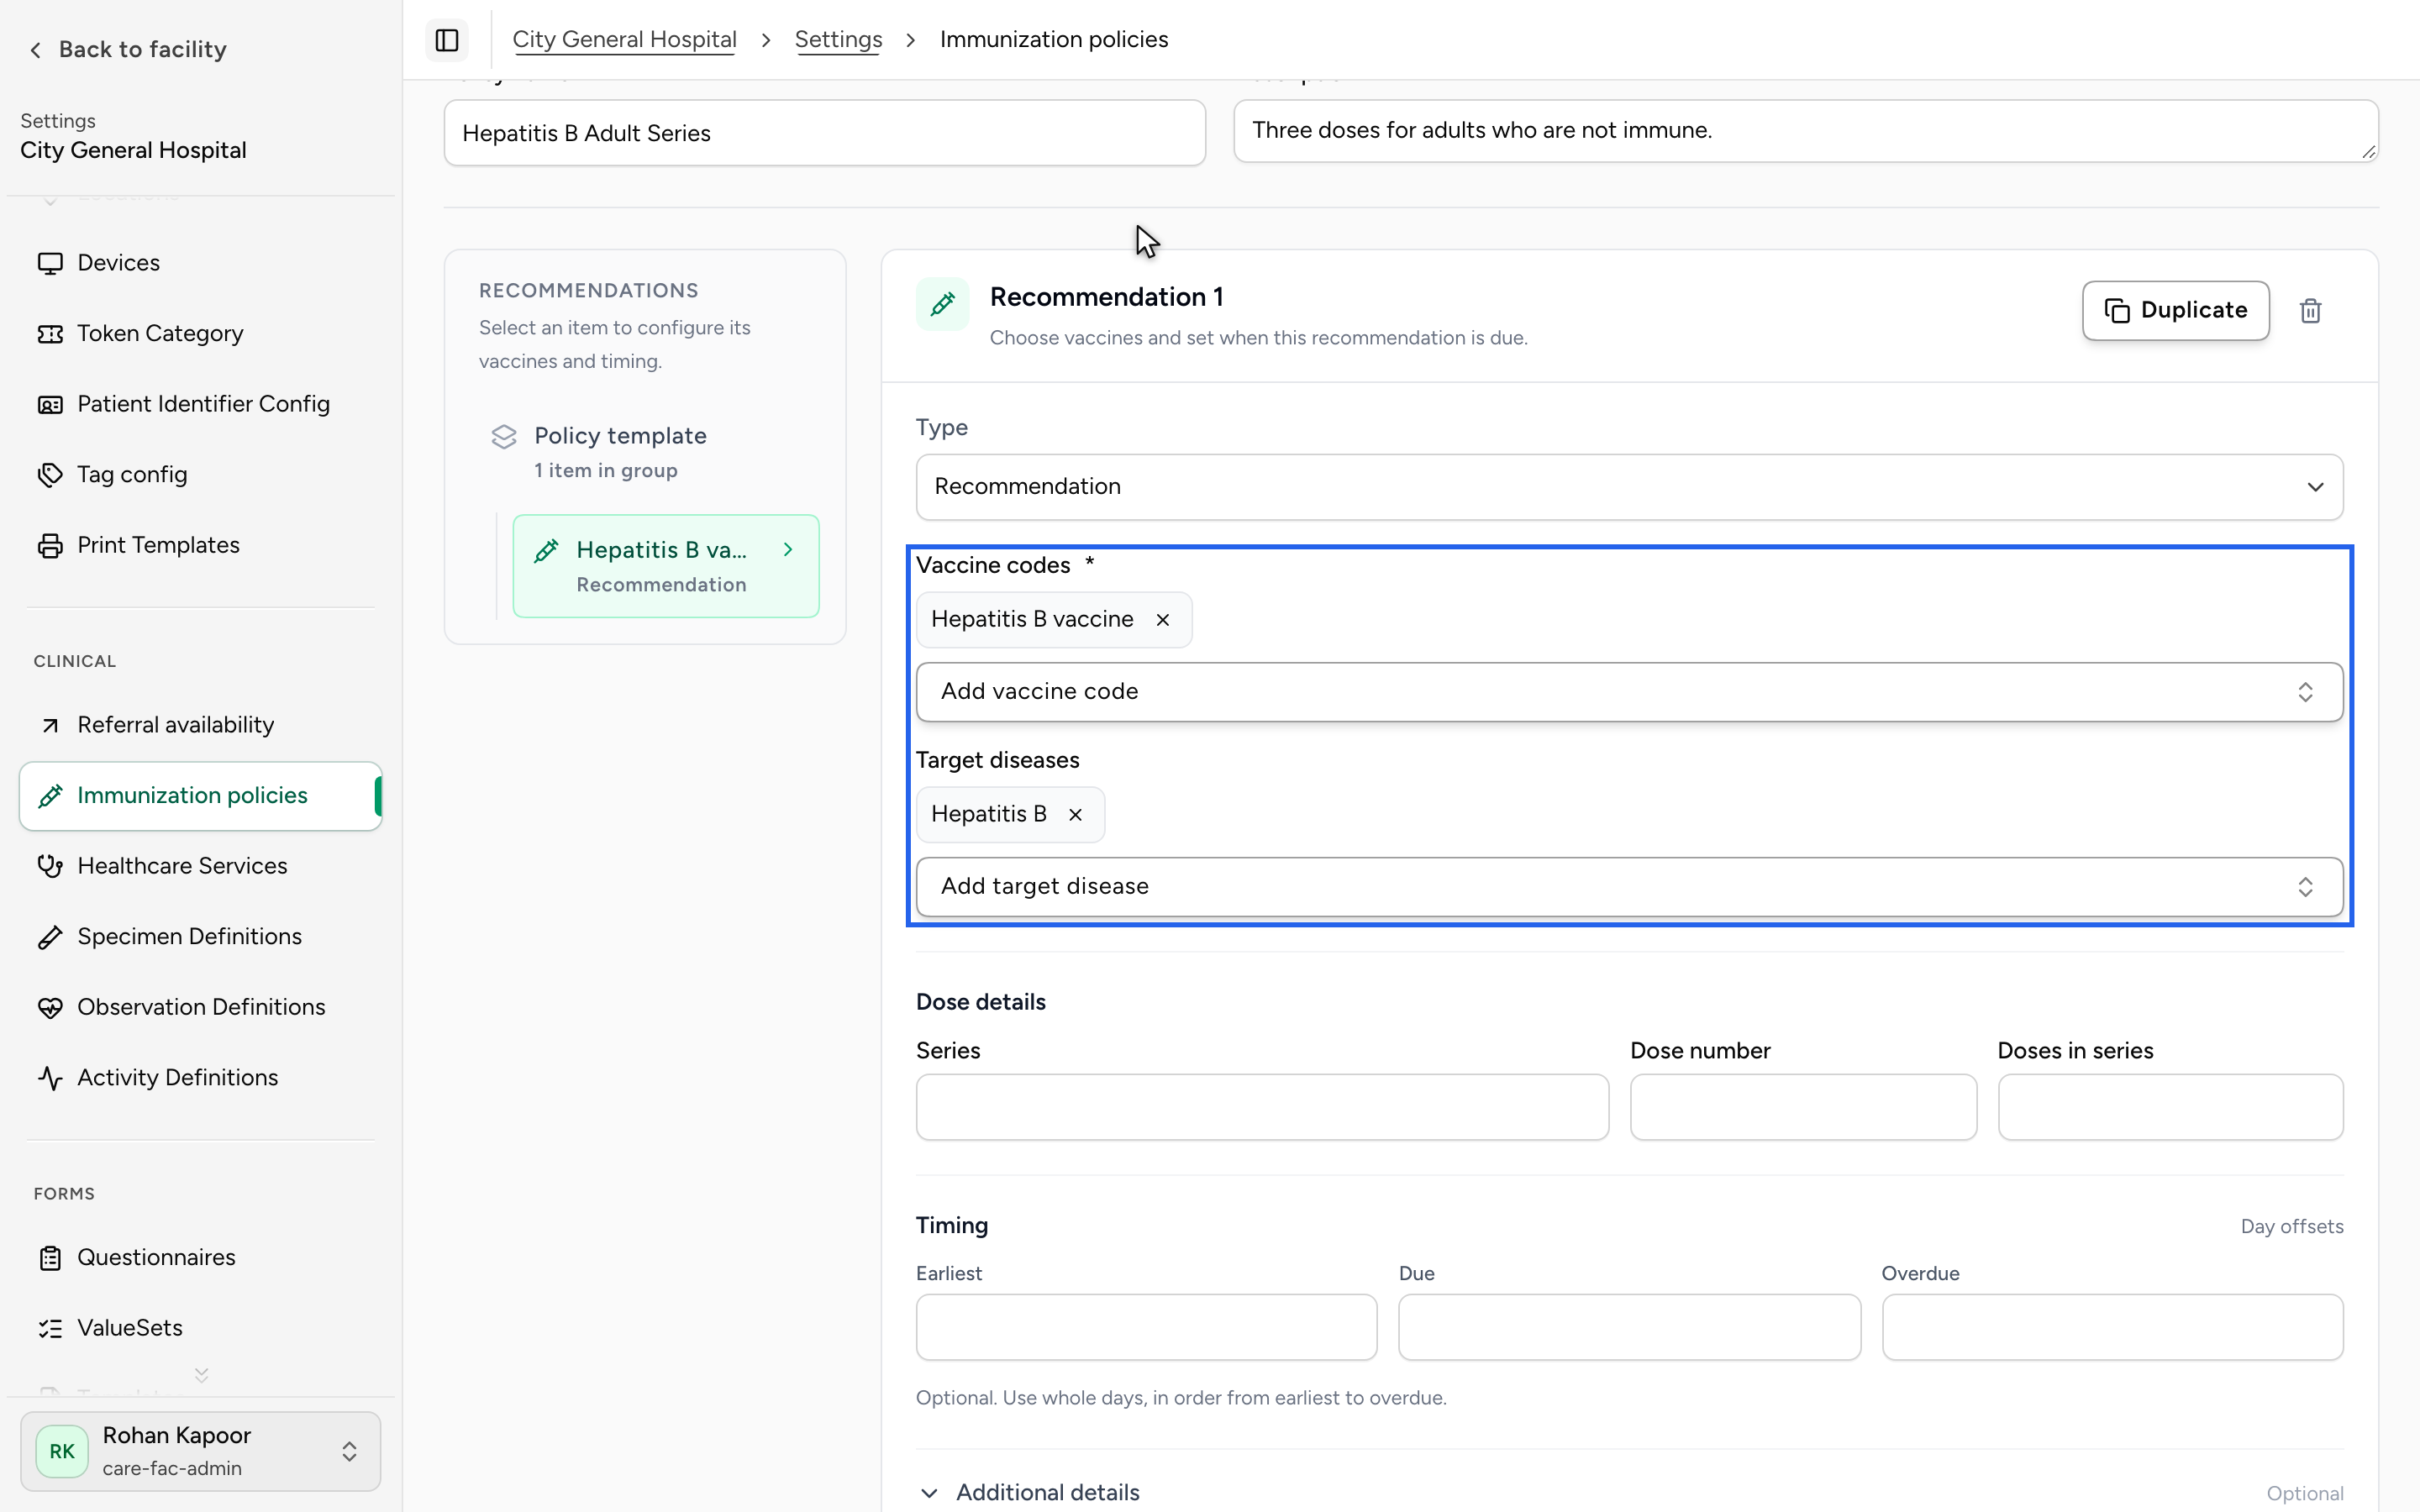 Back to facility
Settings
City General Hospital
Devices
Token Category
Patient Identifier Config
Tag config
Print Templates
CLINICAL
Referral availability
Immunization policies
Healthcare Services
Specimen Definitions
Observation Definitions
Activity Definitions
FORMS
Questionnaires
ValueSets
RK
Rohan Kapoor
care-fac-admin
City General Hospital
Settings
Immunization policies
Hepatitis B Adult Series
Three doses for adults who are not immune.
RECOMMENDATIONS
Select an item to configure its
vaccines and timing.
Policy template
1 item in group
Hepatitis B va...
Recommendation
Recommendation 1
Choose vaccines and set when this recommendation is due.
Duplicate
Type
Recommendation
Vaccine codes *
Hepatitis B vaccine
Add vaccine code
Target diseases
Hepatitis B
Add target disease
Dose details
Series
Dose number
Doses in series
Timing
Day offsets
Earliest
Due
Overdue
Optional. Use whole days, in order from earliest to overdue.
Additional details
Optional